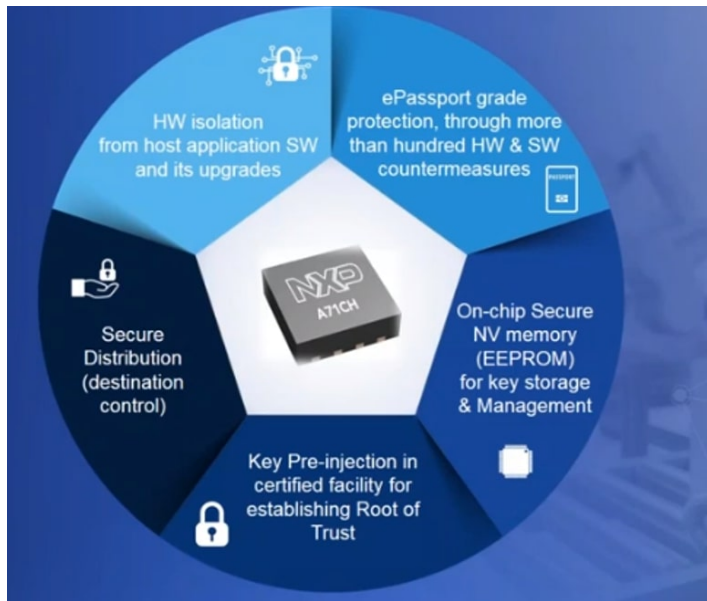 HW isolation
from host application SW
and its upgrades
ePassport grade
protection, through more
than hundred HW & SW
countermeasures
PASSPORT
NXP
A71CH
On-chip Secure
NV memory
(EEPROM)
for key storage
& Management
Secure
Distribution
(destination
control)
Key Pre-injection in
certified facility for
establishing Root of
Trust